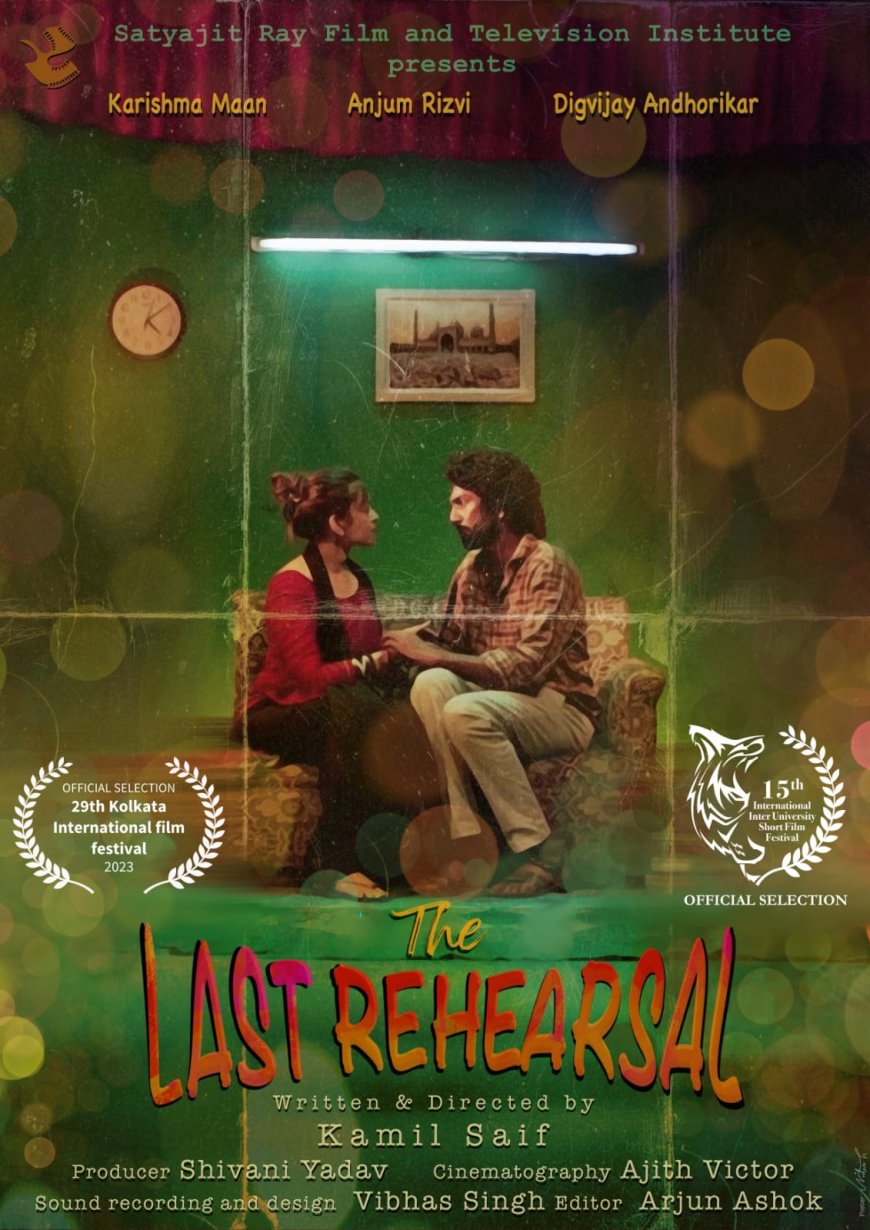 Satyajit Ray Film and Television Institute
presents
Karishma Maan Anjum Rizvi Digvijay Andhorikar
OFFICIAL SELECTION
29th Kolkata
International film
festival
2023
15th
International
Inter University
Short Film
Festival
OFFICIAL SELECTION
The
LAST REHEARSAL
Written & Directed by
Kamil Saif
Producer Shivani Yadav Cinematography Ajith Victor
Sound recording and design Vibhas Singh Editor Arjun Ashok